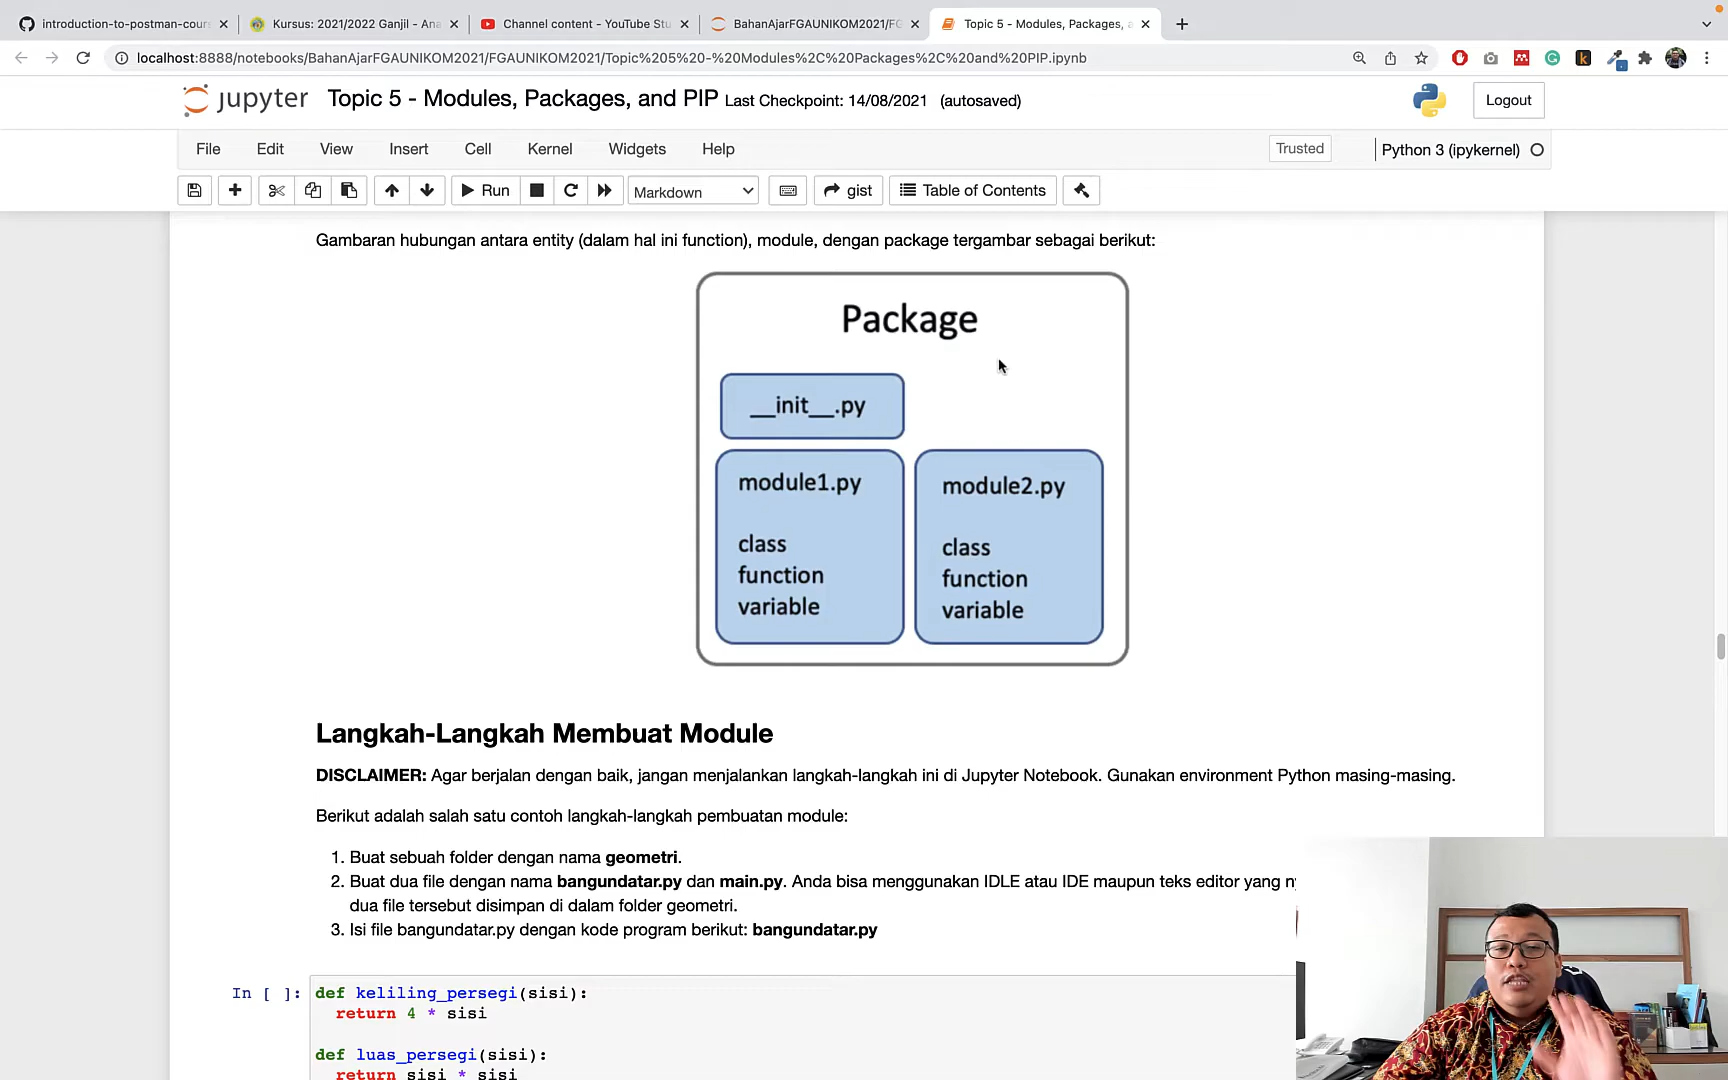 introduction-to-postman-cour
Kursus: 2021/2022 Ganjil - Ana
Channel content - YouTube Stu
BahanAjarFGAUNIKOM2021/FG
Topic 5 - Modules, Packages, a
localhost:8888/notebooks/BahanAjarFGAUNIKOM2021/FGAUNIKOM2021/Topic%205%20-%20Modules%2C%20Packages%2C%20and%20PIP.ipynb
jupyter Topic 5 - Modules, Packages, and PIP Last Checkpoint: 14/08/2021 (autosaved)
Logout
File Edit View Insert Cell Kernel Widgets Help
Trusted
Python 3 (ipykernel)
Run
Markdown
gist
Table of Contents
Gambaran hubungan antara entity (dalam hal ini function), module, dengan package tergambar sebagai berikut:
Package
__init__.py
module1.py
class
function
variable
module2.py
class
function
variable
Langkah-Langkah Membuat Module
DISCLAIMER: Agar berjalan dengan baik, jangan menjalankan langkah-langkah ini di Jupyter Notebook. Gunakan environment Python masing-masing.
Berikut adalah salah satu contoh langkah-langkah pembuatan module:
1. Buat sebuah folder dengan nama geometri.
2. Buat dua file dengan nama bangundatar.py dan main.py. Anda bisa menggunakan IDLE atau IDE maupun teks editor yang ny
dua file tersebut disimpan di dalam folder geometri.
3. Isi file bangundatar.py dengan kode program berikut: bangundatar.py
In [ ]:
def keliling_persegi(sisi):
return 4 * sisi
def luas_persegi(sisi):
return sisi * sisi